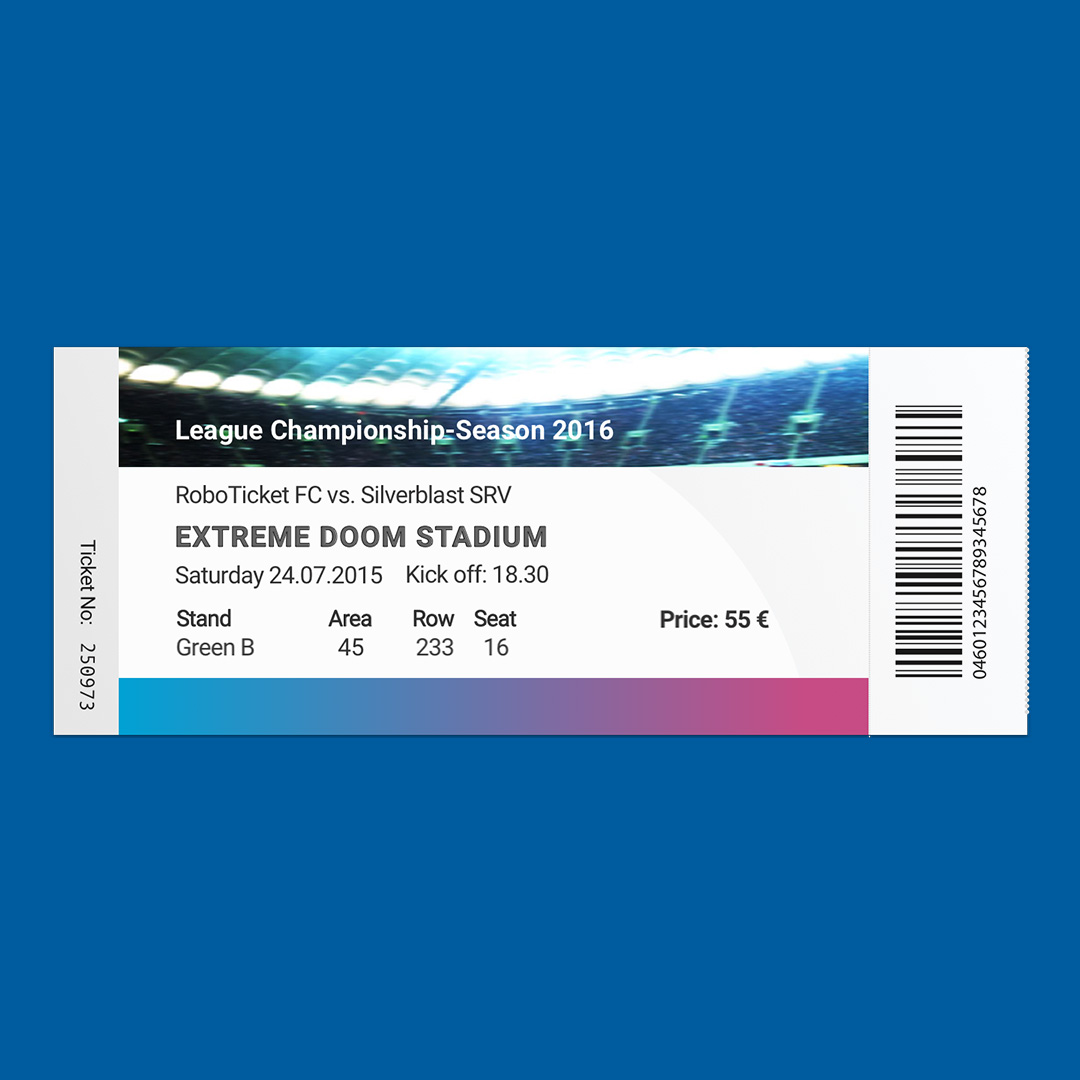 League Championship-Season 2016
RoboTicket FC vs. Silverblast SRV
EXTREME DOOM STADIUM
Saturday 24.07.2015 Kick off: 18.30
Stand Area Row Seat Price: 55 €
Green B 45 233 16
Ticket No: 250973
0460123456789345678